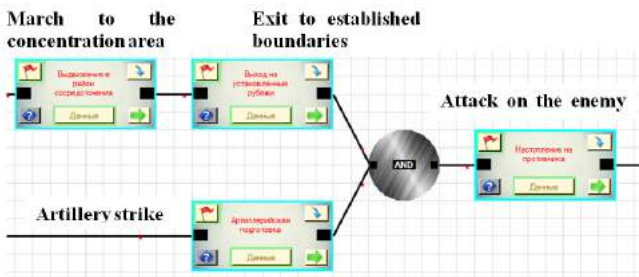 March to the
concentration area
Exit to established
boundaries
Выдвижение в
район
сосредоточения
Данные
Выход на
установленные
рубежи
Данные
Attack on the enemy
AND
Наступление на
противника
Данные
Artillery strike
Артиллерийская
подготовка
Данные